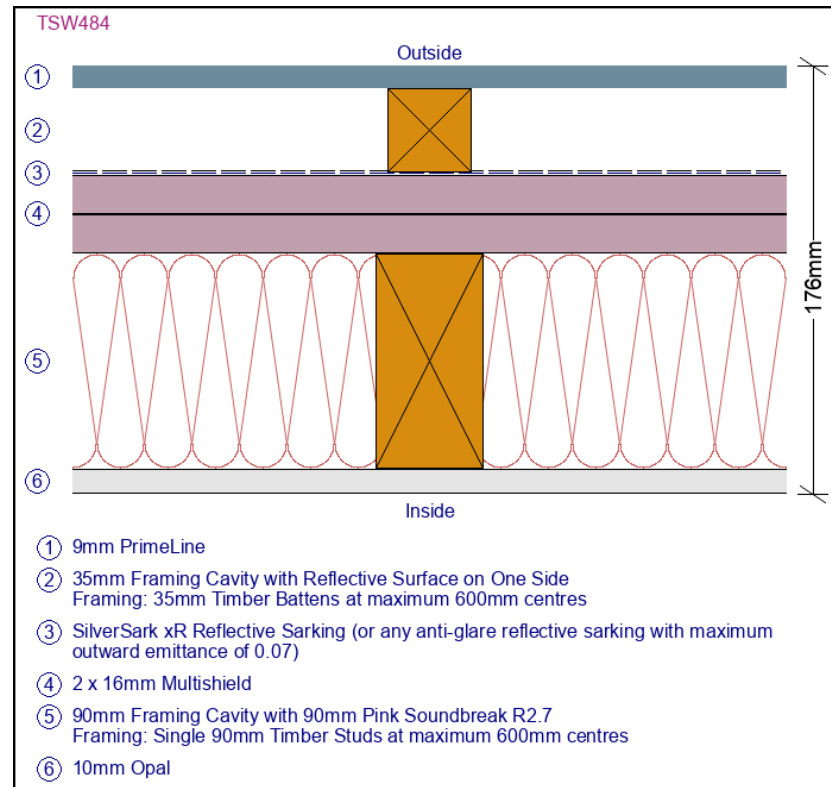 TSW484
Outside
1
2
3
4
5
6
176mm
Inside
1 9mm PrimeLine
2 35mm Framing Cavity with Reflective Surface on One Side
Framing: 35mm Timber Battens at maximum 600mm centres
3 SilverSark xR Reflective Sarking (or any anti-glare reflective sarking with maximum
outward emittance of 0.07)
4 2 x 16mm Multishield
5 90mm Framing Cavity with 90mm Pink Soundbreak R2.7
Framing: Single 90mm Timber Studs at maximum 600mm centres
6 10mm Opal